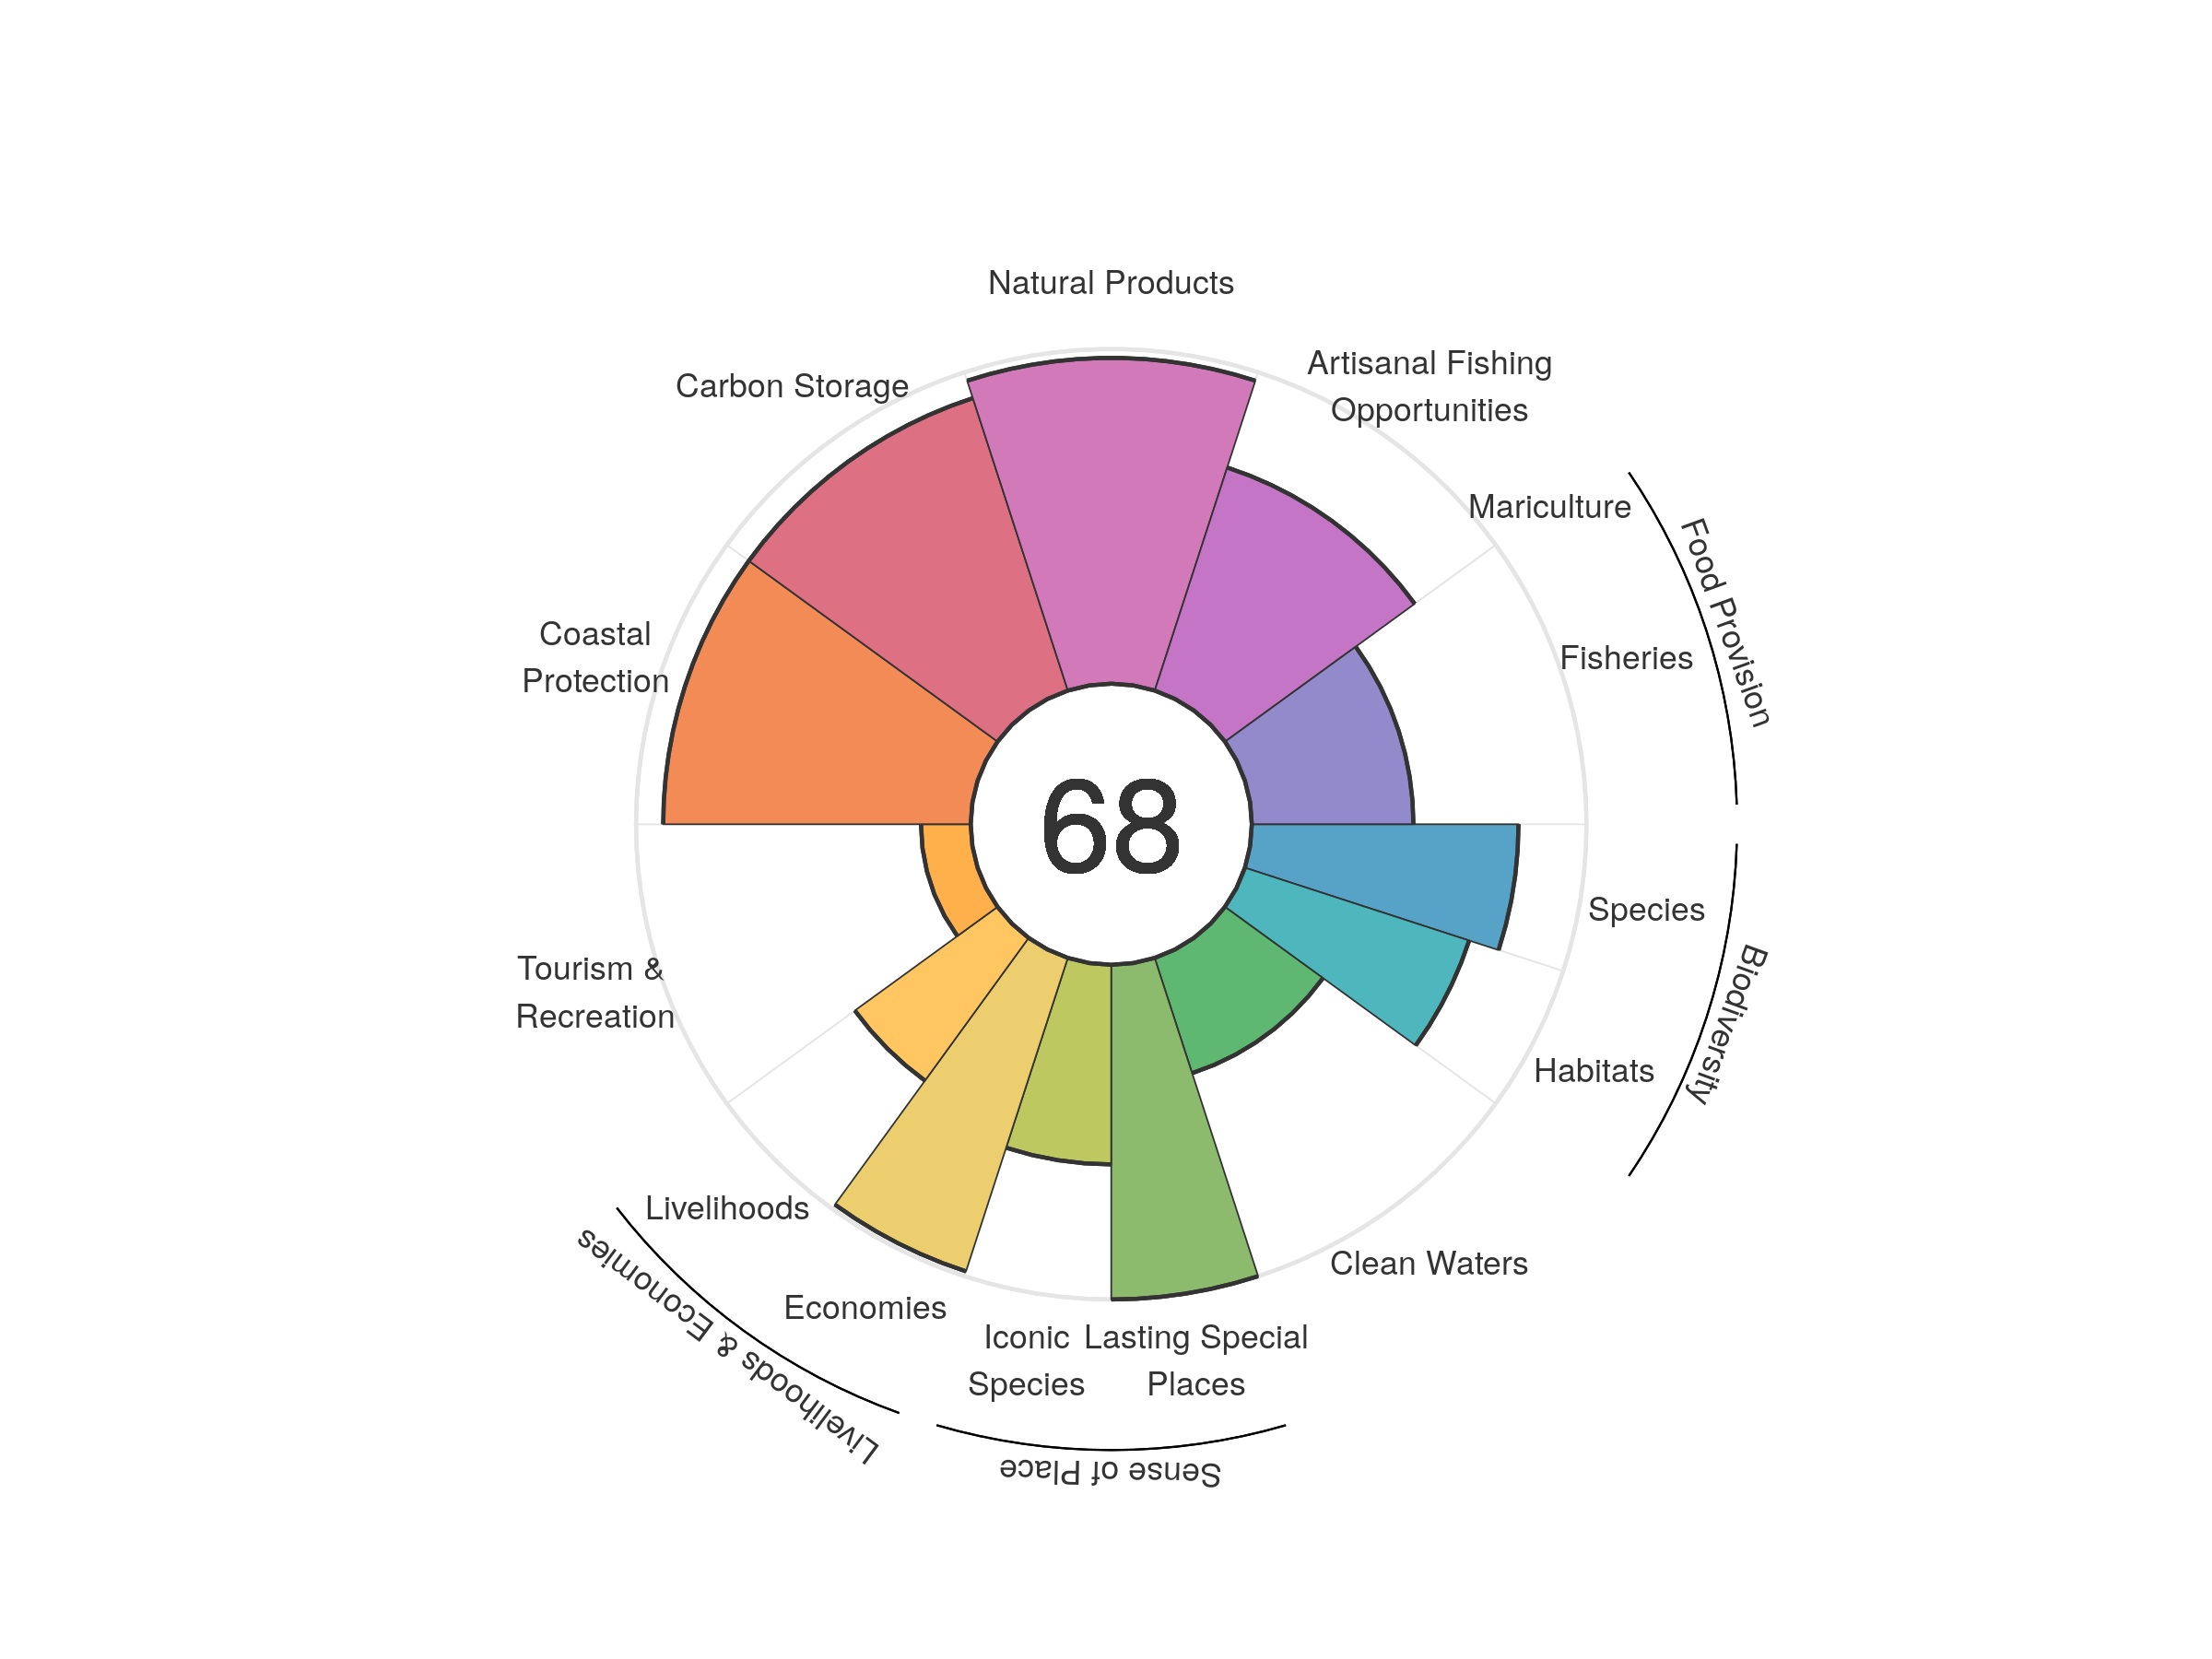 Natural Products
Artisanal Fishing
Opportunities
Carbon Storage
Mariculture
Food Provision
Fisheries
Coastal
Protection
68
Species
Biodiversity
Habitats
Tourism &
Recreation
Livelihoods
Livelihoods & Economies
Economies
Clean Waters
Iconic
Species
Lasting Special
Places
Sense of Place